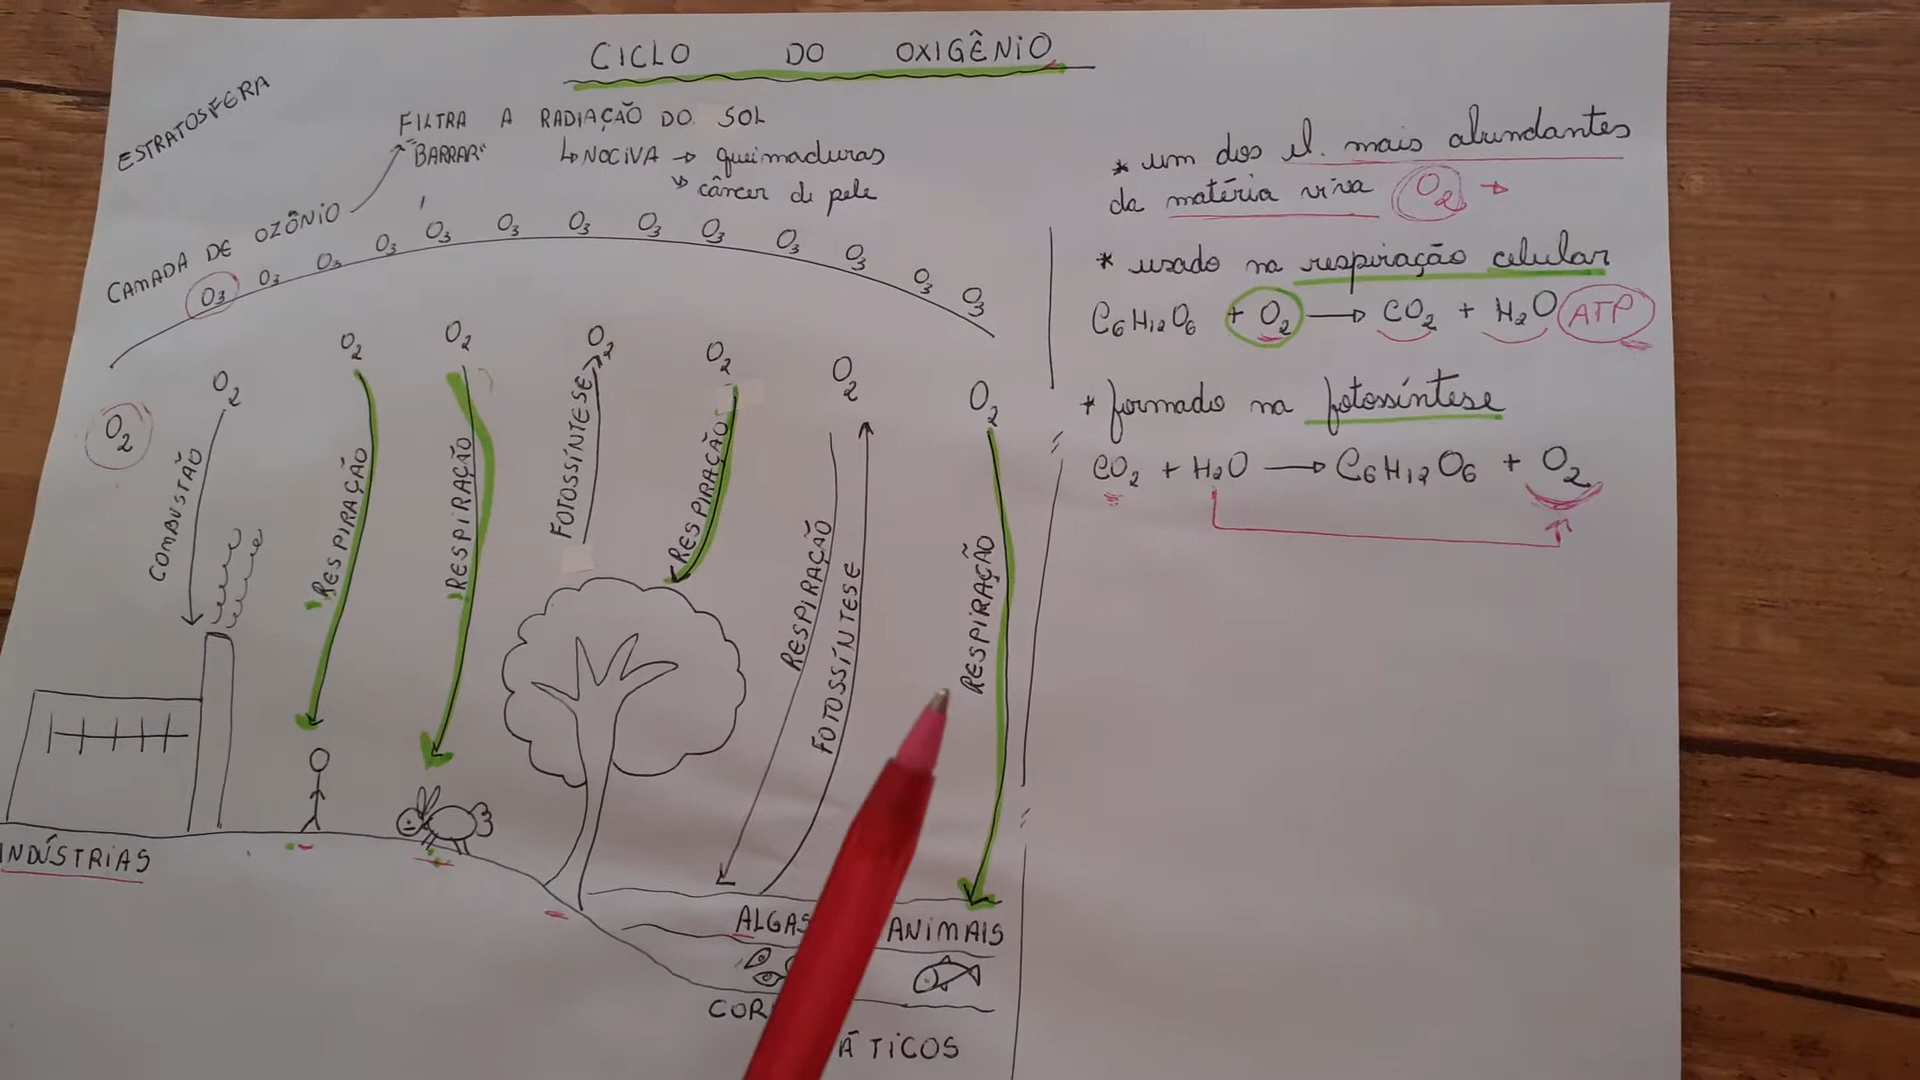 CICLO DO OXIGÊNIO
ESTRATOSFERA
FILTRA A RADIAÇÃO DO SOL
"BARRAR" ↳ NOCIVA → queimaduras
↘ câncer de pele
CAMADA DE OZÔNIO
O3 O3 O3 O3 O3 O3 O3 O3 O3 O3 O3 O3 O3
O2 O2 O2 O2 O2 O2 O2 O2
COMBUSTÃO
RESPIRAÇÃO
RESPIRAÇÃO
FOTOSSÍNTESE
RESPIRAÇÃO
RESPIRAÇÃO
FOTOSSÍNTESE
RESPIRAÇÃO
INDÚSTRIAS
ALGAS ANIMAIS
* um dos el. mais abundantes
da matéria viva O2 →
* usado na respiração celular
C6H12O6 + O2 → CO2 + H2O ATP
* formado na fotossíntese
CO2 + H2O → C6H12O6 + O2